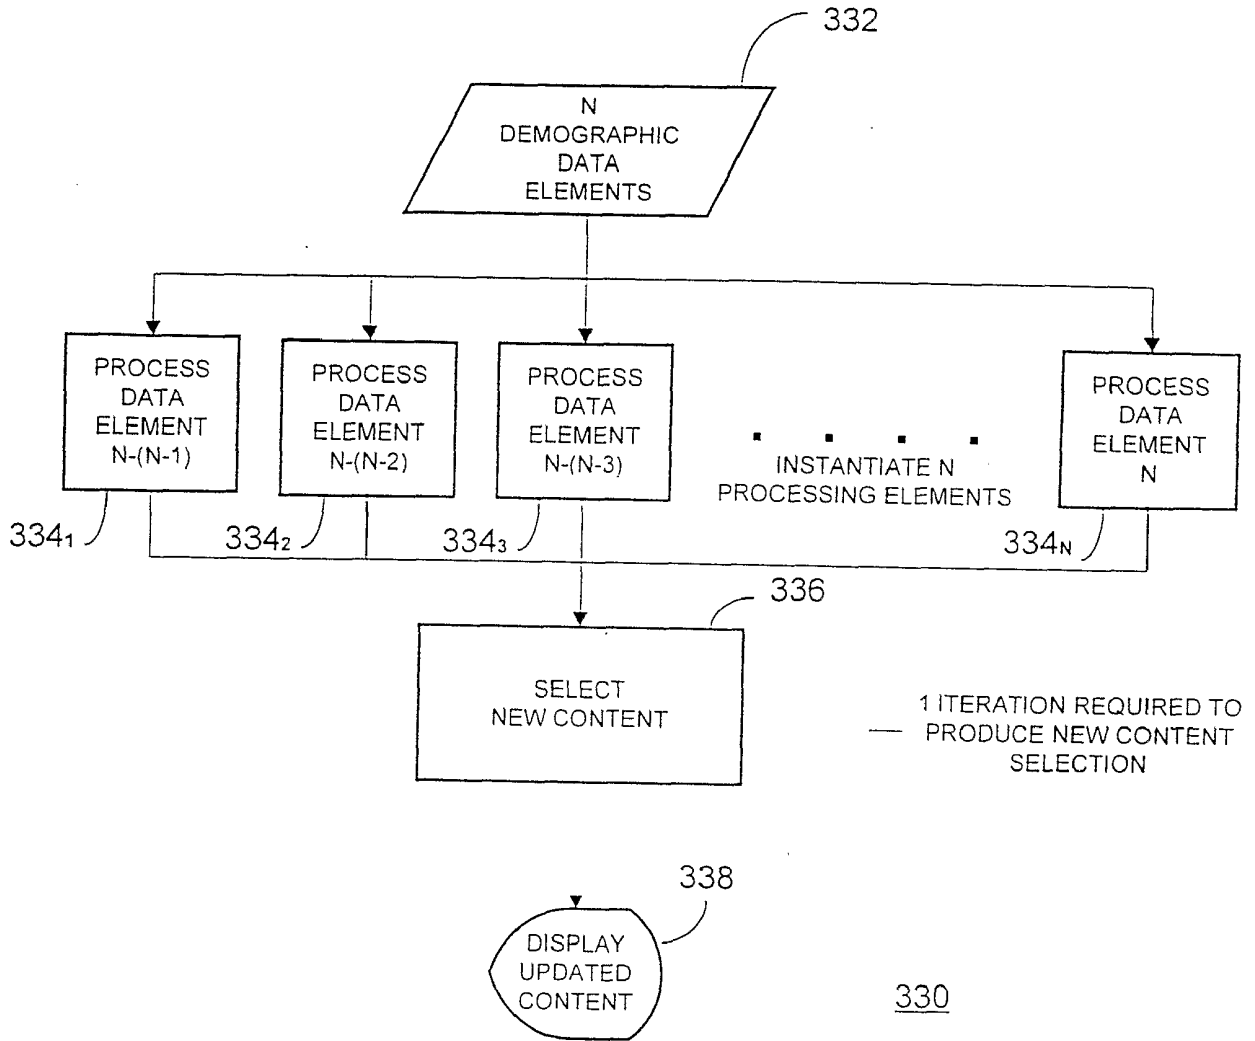 332
N
DEMOGRAPHIC
DATA
ELEMENTS
PROCESS
DATA
ELEMENT
N-(N-1)
PROCESS
DATA
ELEMENT
N-(N-2)
PROCESS
DATA
ELEMENT
N-(N-3)
INSTANTIATE N
PROCESSING ELEMENTS
PROCESS
DATA
ELEMENT
N
334₁
334₂
334₃
334N
336
SELECT
NEW CONTENT
1 ITERATION REQUIRED TO
PRODUCE NEW CONTENT
SELECTION
338
DISPLAY
UPDATED
CONTENT
330